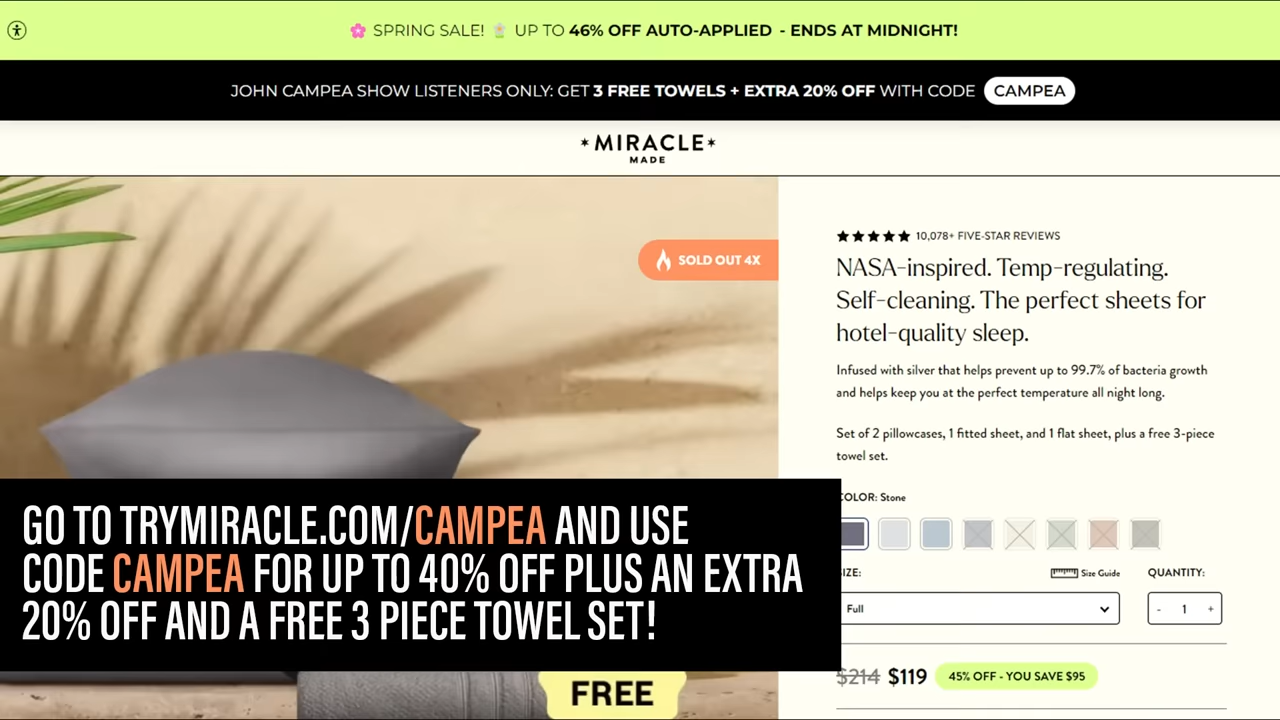 🌸 SPRING SALE! 🌼 UP TO 46% OFF AUTO-APPLIED - ENDS AT MIDNIGHT!
JOHN CAMPEA SHOW LISTENERS ONLY: GET 3 FREE TOWELS + EXTRA 20% OFF WITH CODE CAMPEA
MIRACLE
MADE
SOLD OUT 4X
10,078+ FIVE-STAR REVIEWS
NASA-inspired. Temp-regulating.
Self-cleaning. The perfect sheets for
hotel-quality sleep.
Infused with silver that helps prevent up to 99.7% of bacteria growth
and helps keep you at the perfect temperature all night long.
Set of 2 pillowcases, 1 fitted sheet, and 1 flat sheet, plus a free 3-piece
towel set.
COLOR: Stone
SIZE: Size Guide QUANTITY:
Full - 1 +
$214 $119 45% OFF - YOU SAVE $95
GO TO TRYMIRACLE.COM/CAMPEA AND USE
CODE CAMPEA FOR UP TO 40% OFF PLUS AN EXTRA
20% OFF AND A FREE 3 PIECE TOWEL SET!
FREE